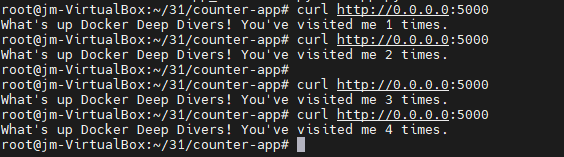 root@jm-VirtualBox:~/31/counter-app# curl http://0.0.0.0:5000
What's up Docker Deep Divers! You've visited me 1 times.
root@jm-VirtualBox:~/31/counter-app# curl http://0.0.0.0:5000
What's up Docker Deep Divers! You've visited me 2 times.
root@jm-VirtualBox:~/31/counter-app#
root@jm-VirtualBox:~/31/counter-app# curl http://0.0.0.0:5000
What's up Docker Deep Divers! You've visited me 3 times.
root@jm-VirtualBox:~/31/counter-app# curl http://0.0.0.0:5000
What's up Docker Deep Divers! You've visited me 4 times.
root@jm-VirtualBox:~/31/counter-app#